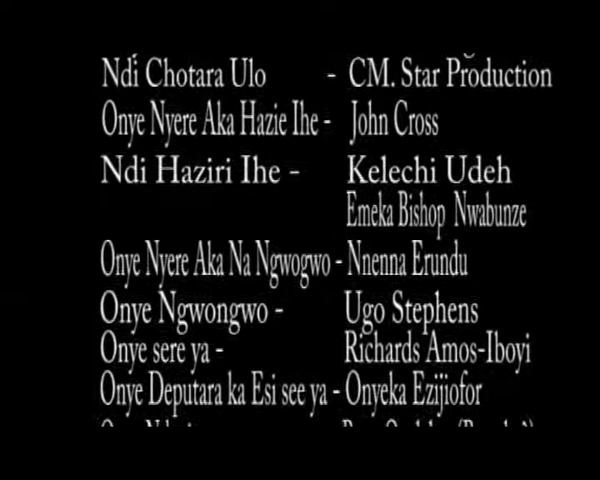 Ndi Chotara Ulo - CM. Star Production
Onye Nyere Aka Hazie Ihe - John Cross
Ndi Haziri Ihe - Kelechi Udeh
Emeka Bishop Nwabunze
Onye Nyere Aka Na Ngwogwo - Nnenna Erundu
Onye Ngwongwo - Ugo Stephens
Onye sere ya - Richards Amos-Iboyi
Onye Deputara ka Esi see ya - Onyeka Ezijiofor